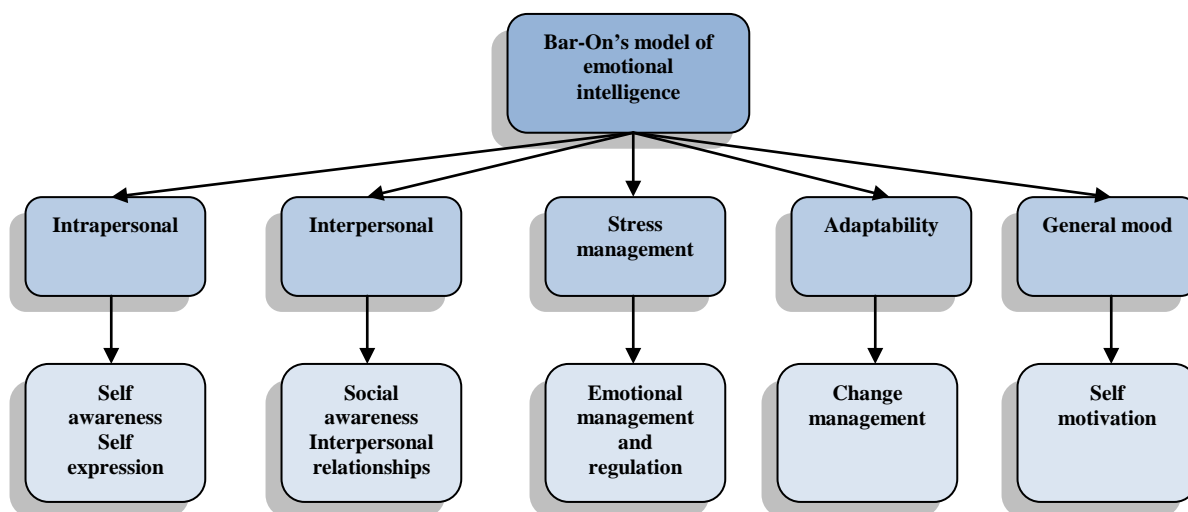 Bar-On’s model of
emotional
intelligence
Intrapersonal
Interpersonal
Stress
management
Adaptability
General mood
Self
awareness
Self
expression
Social
awareness
Interpersonal
relationships
Emotional
management
and
regulation
Change
management
Self
motivation